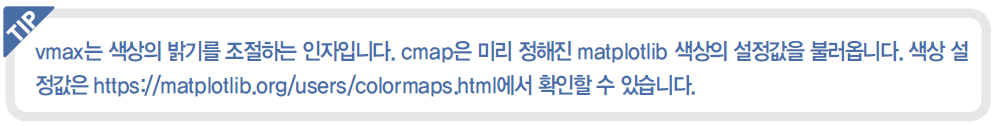 TIP
vmax는 색상의 밝기를 조절하는 인자입니다. cmap은 미리 정해진 matplotlib 색상의 설정값을 불러옵니다. 색상 설
정값은 https://matplotlib.org/users/colormaps.html에서 확인할 수 있습니다.